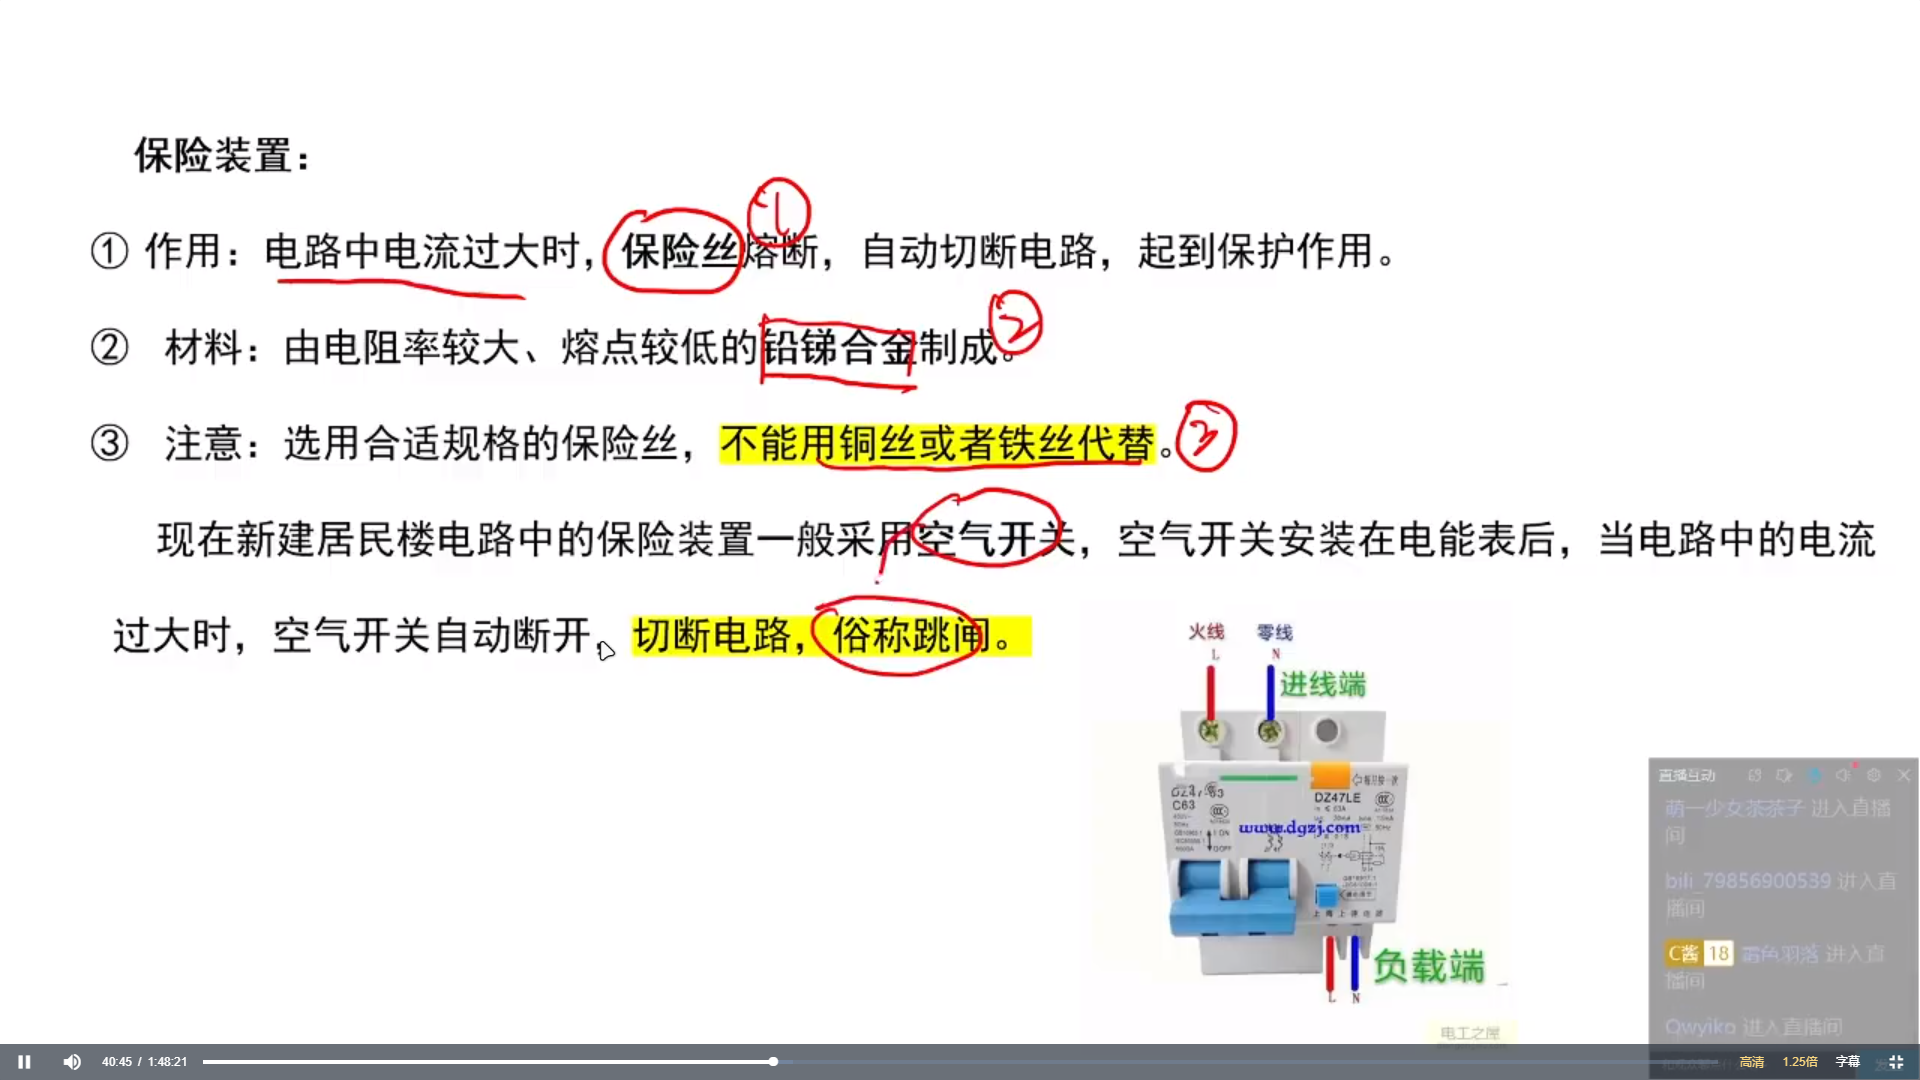 保险装置：
1
① 作用：电路中电流过大时，保险丝熔断，自动切断电路，起到保护作用。
2
② 材料：由电阻率较大、熔点较低的铅锑合金制成。
③ 注意：选用合适规格的保险丝，不能用铜丝或者铁丝代替。
3
现在新建居民楼电路中的保险装置一般采用空气开关，空气开关安装在电能表后，当电路中的电流
过大时，空气开关自动断开，切断电路，俗称跳闸。
火线 零线
L N
进线端
DZ47-63
C63
DZ47LE
www.dgzj.com
负载端
L N
电工之屋
直播互动
萌一少女茶茶子 进入直播
间
bili_79856900539 进入直
播间
C酱 18 羽落 进入直
播间
Qwyiko 进入直播间
40:45 / 1:48:21
高清 1.25倍 字幕